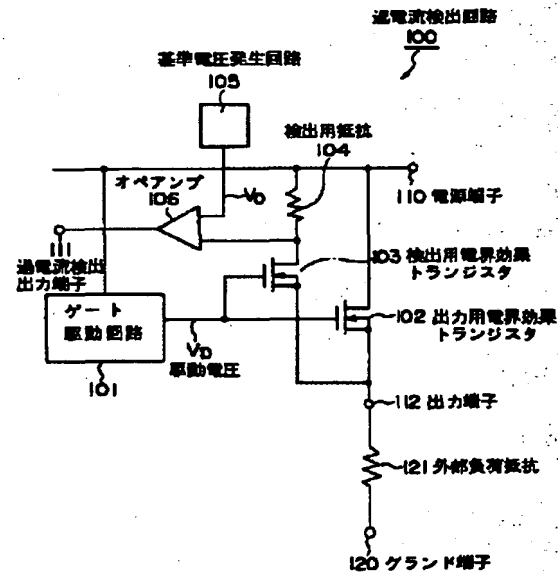 過電流検出回路
100
基準電圧発生回路
105
検出用抵抗
104
オペアンプ
106
VD
110 電源端子
111
過電流検出
出力端子
103 検出用電界効果
トランジスタ
ゲート
駆動回路
102 出力用電界効果
トランジスタ
VD
駆動電圧
101
112 出力端子
121 外部負荷抵抗
120 グランド端子